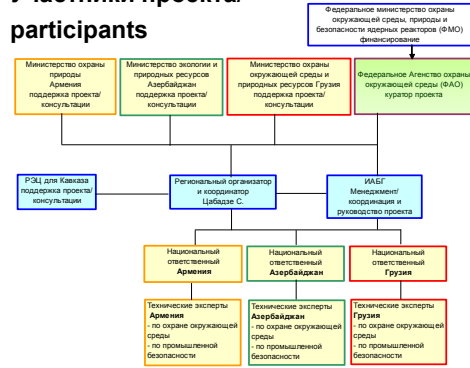 Участники проекта/
participants
Федеральное министерство охраны
окружающей среды, природы и
безопасности ядерных реакторов (ФМО)
финансирование
Министерство охраны
природы
Армения
поддержка проекта/
консультации
Министерство экологии и
природных ресурсов
Азербайджан
поддержка проекта/
консультации
Министерство охраны
окружающей среды и
природных ресурсов Грузия
поддержка проекта/
консультации
Федеральное Агенство охраны
окружающей среды (ФАО)
куратор проекта
РЭЦ для Кавказа
поддержка проекта/
консультации
Региональный организатор
и координатор
Цабадзе С.
ИАБГ
Менеджмент/
координация и
руководство проекта
Национальный
ответственный
Армения
Национальный
ответственный
Азербайджан
Национальный
ответственный
Грузия
Технические эксперты
Армения
- по охране окружающей
среды
- по промышленной
безопасности
Технические эксперты
Азербайджан
- по охране окружающей
среды
- по промышленной
безопасности
Технические эксперты
Грузия
- по охране окружающей
среды
- по промышленной
безопасности